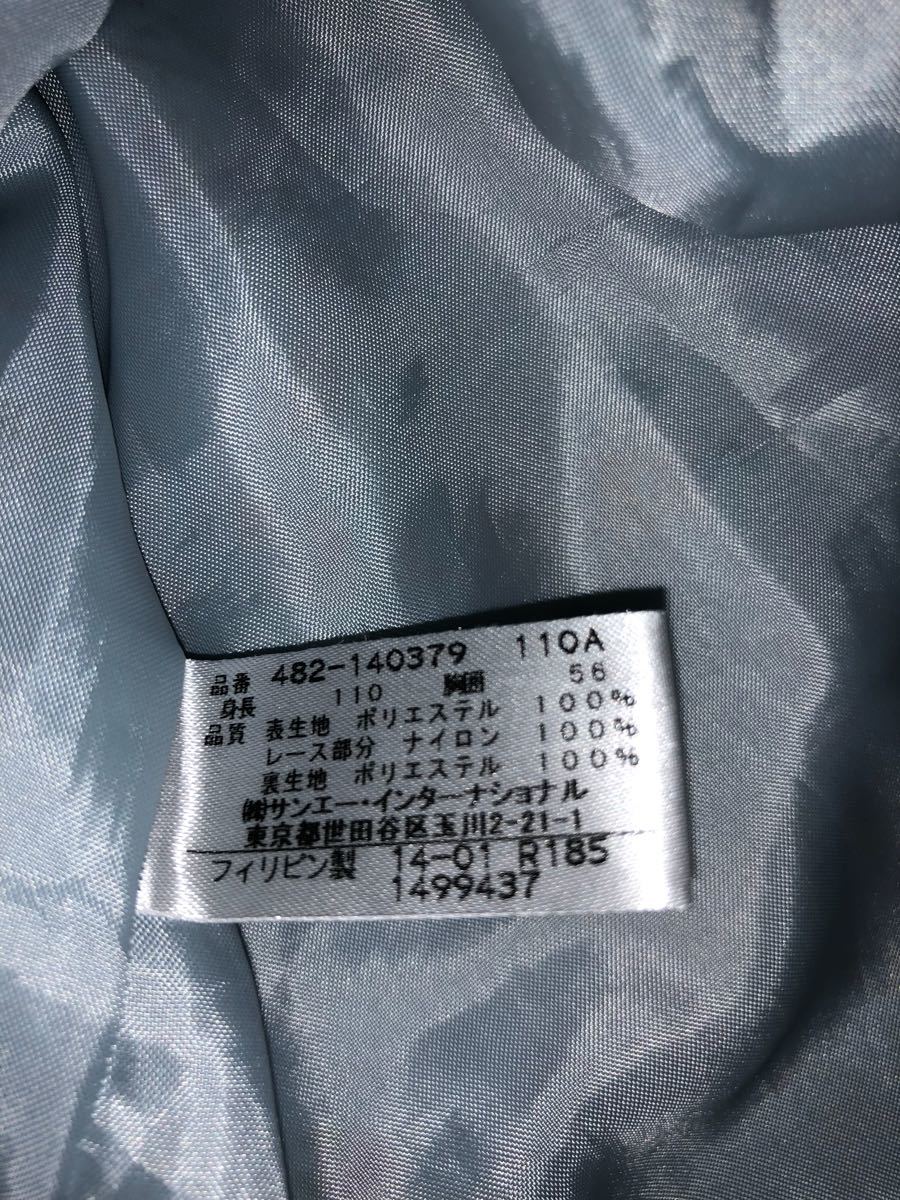 品番 482-140379 110A
身長 110 胸囲 56
品質 表生地 ポリエステル 100%
レース部分 ナイロン 100%
裏生地 ポリエステル 100%
㈱サンエー・インターナショナル
東京都世田谷区玉川2-21-1
フィリピン製 14-01 R185
1499437